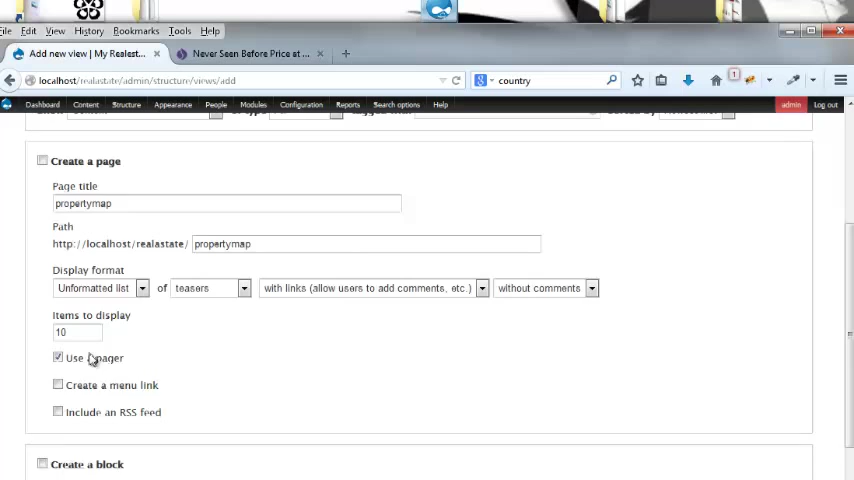 File Edit View History Bookmarks Tools Help
Add new view | My Realest... × Never Seen Before Price at ... × +
localhost/realastate/admin/structure/views/add country 1
Dashboard Content Structure Appearance People Modules Configuration Reports Search options Help admin Log out
Create a page
Page title
propertymap
Path
http://localhost/realastate/ propertymap
Display format
Unformatted list of teasers with links (allow users to add comments, etc.) without comments
Items to display
10
Use a pager
Create a menu link
Include an RSS feed
Create a block